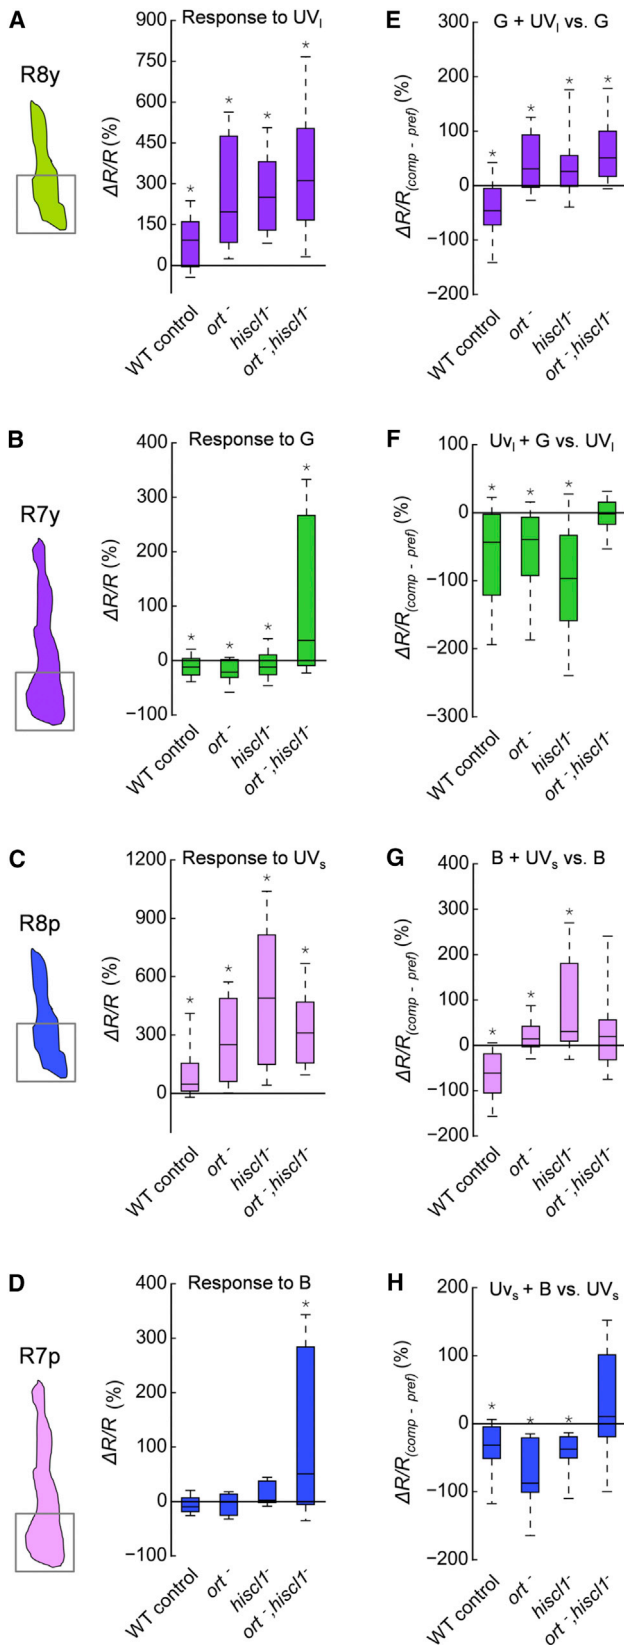 A
Response to UVl
R8y
ΔR/R (%)
900
750
600
450
300
150
0
*
*
*
*
WT control
ort -
hiscl1-
ort -,hiscl1-
E
G + UVl vs. G
ΔR/R(comp - pref) (%)
300
200
100
0
−100
−200
*
*
*
*
WT control
ort -
hiscl1-
ort -,hiscl1-
B
Response to G
R7y
ΔR/R (%)
400
300
200
100
0
−100
*
*
*
*
WT control
ort -
hiscl1-
ort -,hiscl1-
F
Uvl + G vs. UVl
ΔR/R(comp - pref) (%)
100
0
−100
−200
−300
*
*
*
WT control
ort -
hiscl1-
ort -,hiscl1-
C
Response to UVs
R8p
ΔR/R (%)
1200
900
600
300
0
*
*
*
*
WT control
ort -
hiscl1-
ort -,hiscl1-
G
B + UVs vs. B
ΔR/R(comp - pref) (%)
400
300
200
100
0
−100
−200
*
*
*
WT control
ort -
hiscl1-
ort -,hiscl1-
D
Response to B
R7p
ΔR/R (%)
400
300
200
100
0
−100
*
WT control
ort -
hiscl1-
ort -,hiscl1-
H
Uvs + B vs. UVs
ΔR/R(comp - pref) (%)
200
100
0
−100
−200
*
*
*
WT control
ort -
hiscl1-
ort -,hiscl1-